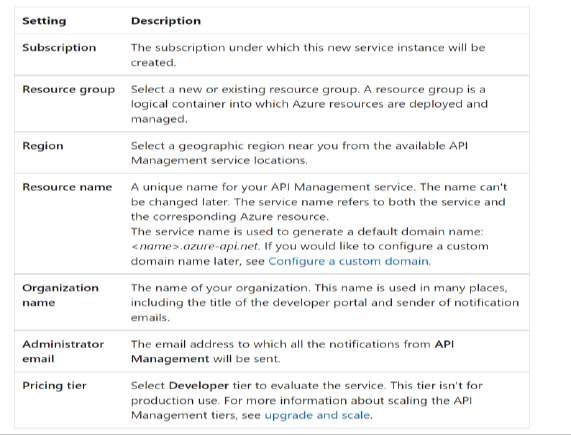 Setting Description
Subscription The subscription under which this new service instance will be
created.
Resource group Select a new or existing resource group. A resource group is a
logical container into which Azure resources are deployed and
managed.
Region Select a geographic region near you from the available API
Management service locations.
Resource name A unique name for your API Management service. The name can't
be changed later. The service name refers to both the service and
the corresponding Azure resource.
The service name is used to generate a default domain name:
<name>.azure-api.net. If you would like to configure a custom
domain name later, see Configure a custom domain.
Organization The name of your organization. This name is used in many places,
name including the title of the developer portal and sender of notification
emails.
Administrator The email address to which all the notifications from API
email Management will be sent.
Pricing tier Select Developer tier to evaluate the service. This tier isn't for
production use. For more information about scaling the API
Management tiers, see upgrade and scale.